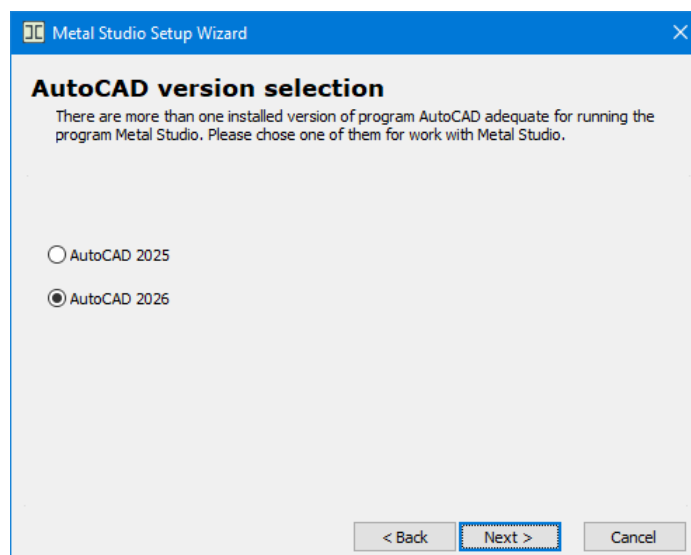 Metal Studio Setup Wizard
AutoCAD version selection
There are more than one installed version of program AutoCAD adequate for running the
program Metal Studio. Please chose one of them for work with Metal Studio.
AutoCAD 2025
AutoCAD 2026
< Back Next > Cancel